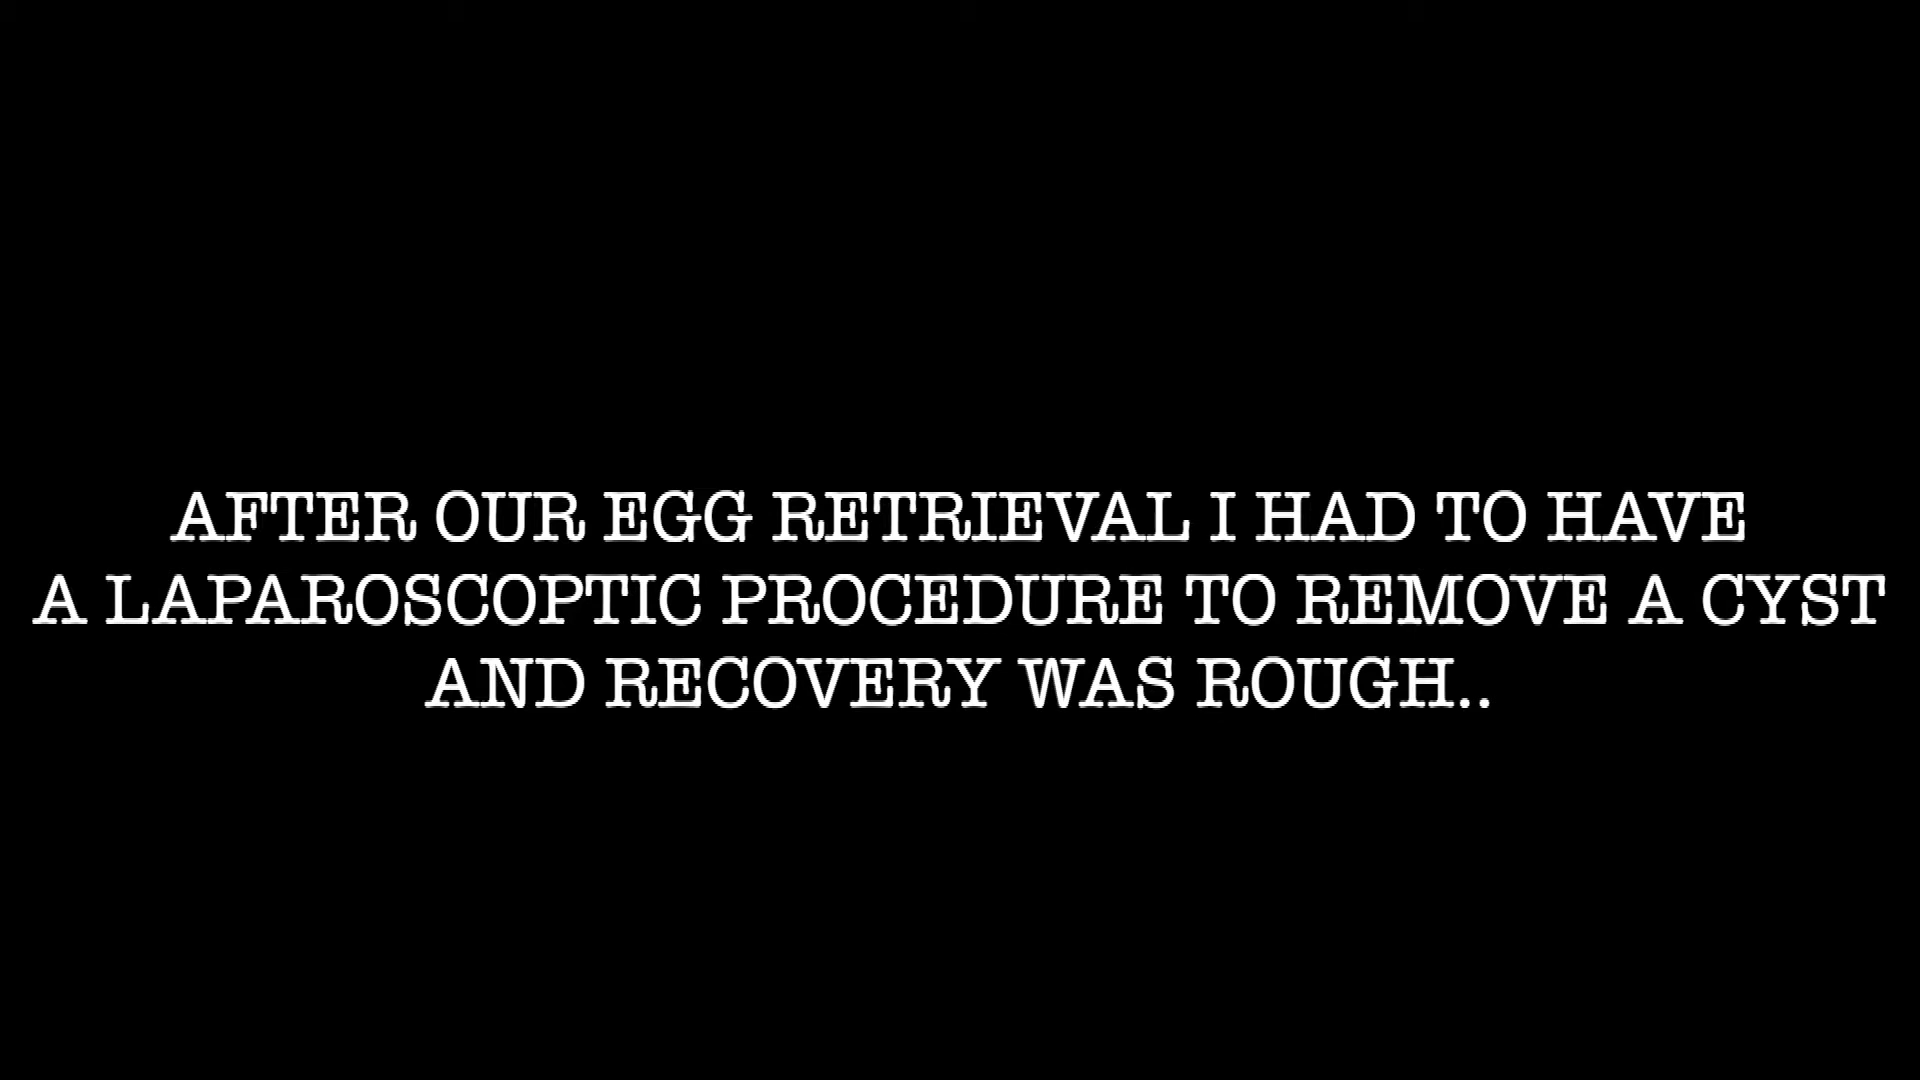 AFTER OUR EGG RETRIEVAL I HAD TO HAVE
A LAPAROSCOPTIC PROCEDURE TO REMOVE A CYST
AND RECOVERY WAS ROUGH..